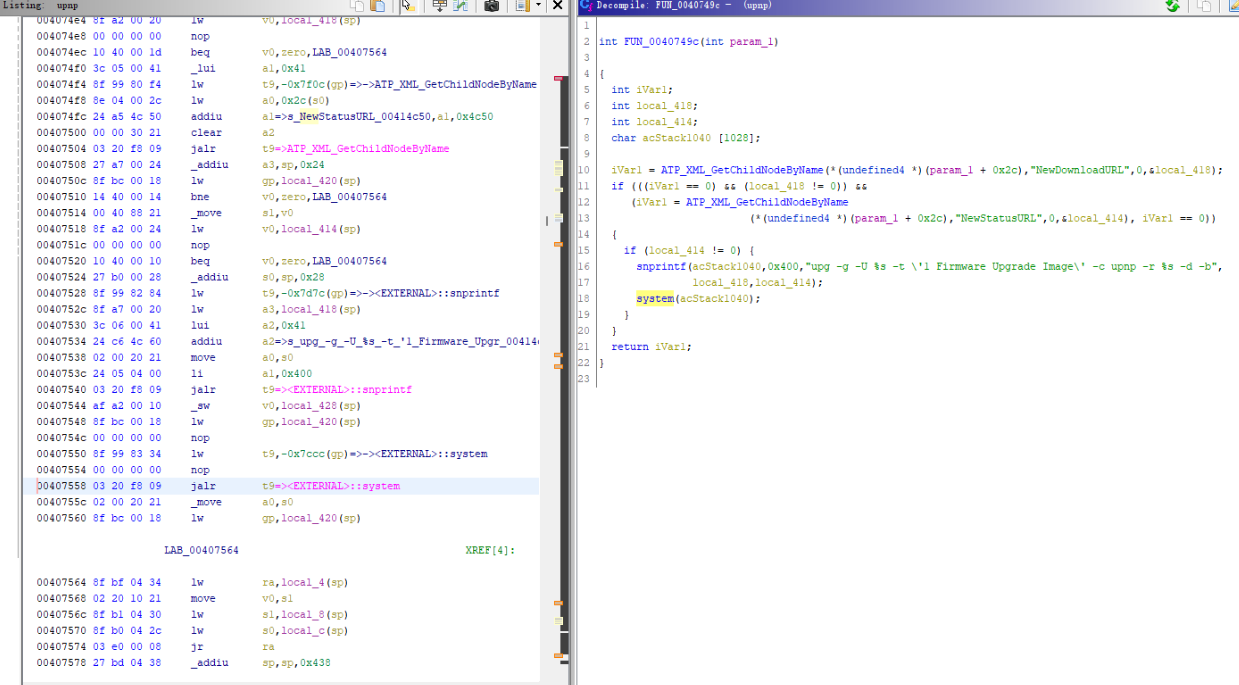 Listing: upnp
004074e4 8f a2 00 20 lw v0,local_418(sp)
004074e8 00 00 00 00 nop
004074ec 10 40 00 1d beq v0,zero,LAB_00407564
004074f0 3c 05 00 41 _lui a1,0x41
004074f4 8f 99 80 f4 lw t9,-0x7f0c(gp)=>->ATP_XML_GetChildNodeByName
004074f8 8e 04 00 2c lw a0,0x2c(s0)
004074fc 24 a5 4c 50 addiu a1=>s_NewStatusURL_00414c50,a1,0x4c50
00407500 00 00 30 21 clear a2
00407504 03 20 f8 09 jalr t9=>ATP_XML_GetChildNodeByName
00407508 27 a7 00 24 _addiu a3,sp,0x24
0040750c 8f bc 00 18 lw gp,local_420(sp)
00407510 14 40 00 14 bne v0,zero,LAB_00407564
00407514 00 40 88 21 _move s1,v0
00407518 8f a2 00 24 lw v0,local_414(sp)
0040751c 00 00 00 00 nop
00407520 10 40 00 10 beq v0,zero,LAB_00407564
00407524 27 b0 00 28 _addiu s0,sp,0x28
00407528 8f 99 82 84 lw t9,-0x7d7c(gp)=>-><EXTERNAL>::snprintf
0040752c 8f a7 00 20 lw a3,local_418(sp)
00407530 3c 06 00 41 lui a2,0x41
00407534 24 c6 4c 60 addiu a2=>s_upg_-g_-U_%s_-t_'1_Firmware_Upgr_00414
00407538 02 00 20 21 move a0,s0
0040753c 24 05 04 00 li a1,0x400
00407540 03 20 f8 09 jalr t9=><EXTERNAL>::snprintf
00407544 af a2 00 10 _sw v0,local_428(sp)
00407548 8f bc 00 18 lw gp,local_420(sp)
0040754c 00 00 00 00 nop
00407550 8f 99 83 34 lw t9,-0x7ccc(gp)=>-><EXTERNAL>::system
00407554 00 00 00 00 nop
00407558 03 20 f8 09 jalr t9=><EXTERNAL>::system
0040755c 02 00 20 21 _move a0,s0
00407560 8f bc 00 18 lw gp,local_420(sp)
LAB_00407564 XREF[4]:
00407564 8f bf 04 34 lw ra,local_4(sp)
00407568 02 20 10 21 move v0,s1
0040756c 8f b1 04 30 lw s1,local_8(sp)
00407570 8f b0 04 2c lw s0,local_c(sp)
00407574 03 e0 00 08 jr ra
00407578 27 bd 04 38 _addiu sp,sp,0x438
Decompile: FUN_0040749c - (upnp)
1
2 int FUN_0040749c(int param_1)
3
4 {
5 int iVar1;
6 int local_418;
7 int local_414;
8 char acStack1040 [1028];
9
10 iVar1 = ATP_XML_GetChildNodeByName(*(undefined4 *)(param_1 + 0x2c),"NewDownloadURL",0,&local_418);
11 if (((iVar1 == 0) && (local_418 != 0)) &&
12 (iVar1 = ATP_XML_GetChildNodeByName
13 (*(undefined4 *)(param_1 + 0x2c),"NewStatusURL",0,&local_414), iVar1 == 0))
14 {
15 if (local_414 != 0) {
16 snprintf(acStack1040,0x400,"upg -g -U %s -t \'1 Firmware Upgrade Image\' -c upnp -r %s -d -b",
17 local_418,local_414);
18 system(acStack1040);
19 }
20 }
21 return iVar1;
22 }
23